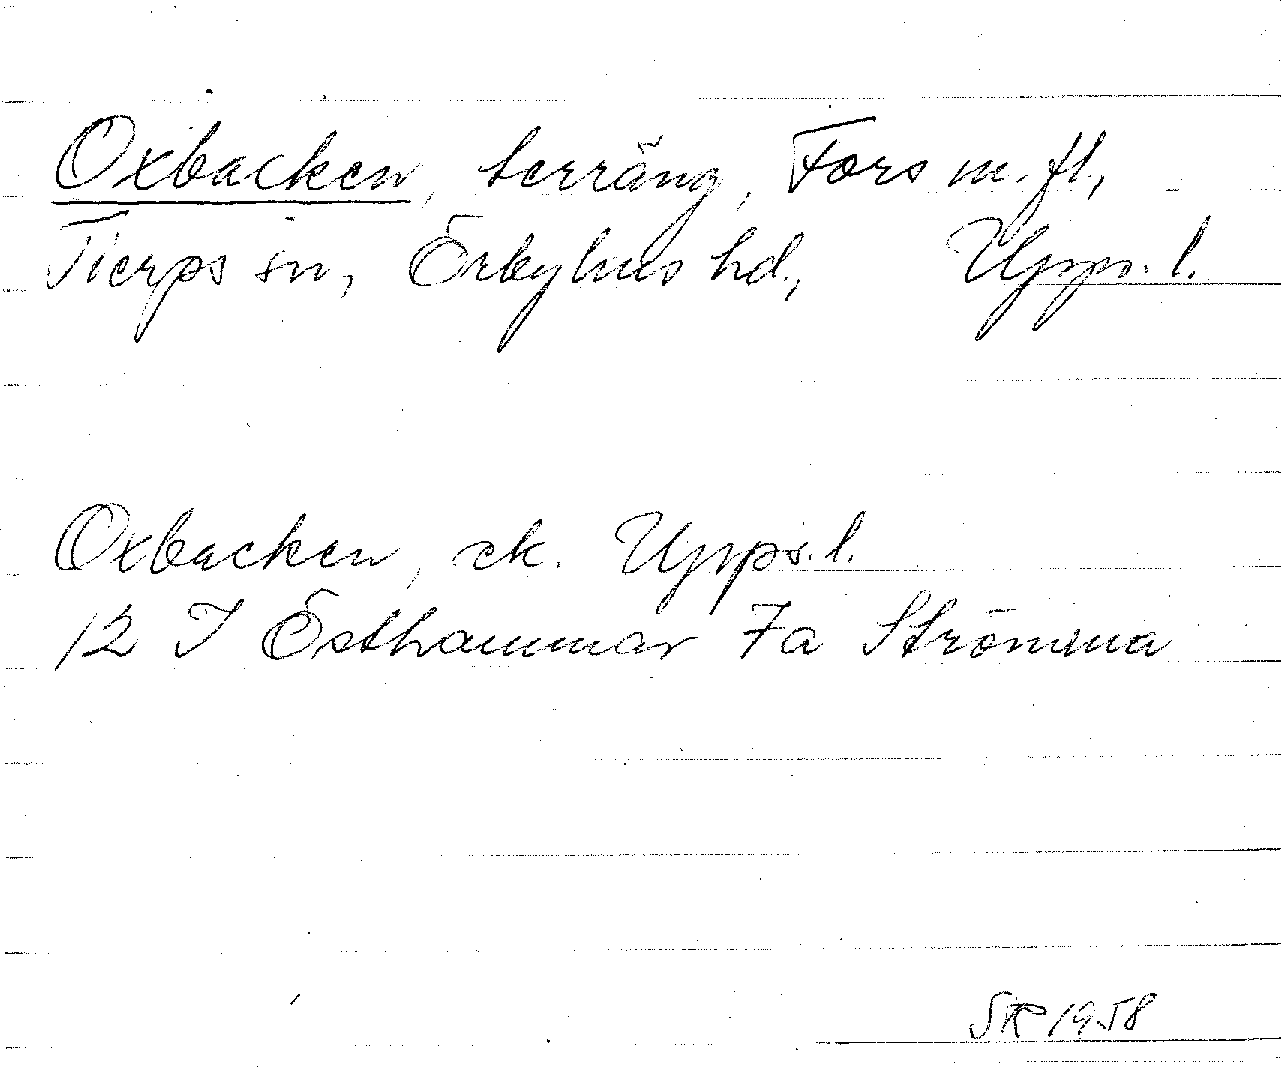 Oxbacken, terräng, Fors m. fl.,
Tierps sn, Örbyhus hd., Upps. l.
Oxbacken, ek. Upps. l.
12 I Östhammar 7a Strömma
SR 1958